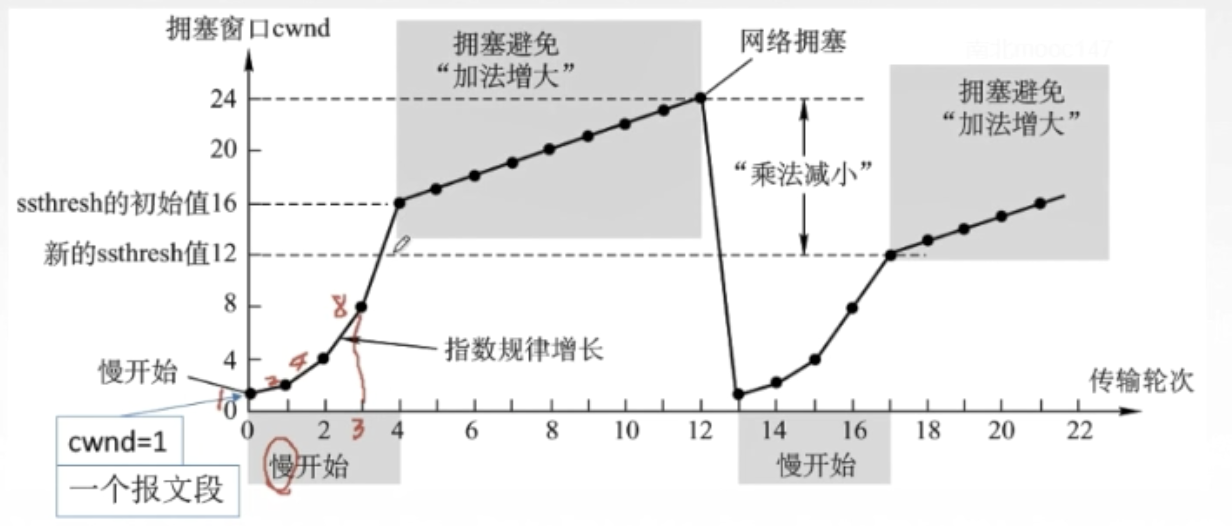 拥塞窗口cwnd
拥塞避免
“加法增大”
网络拥塞
拥塞避免
“加法增大”
24
20
“乘法减小”
ssthresh的初始值16
新的ssthresh值12
8
8
4
4
指数规律增长
慢开始
2
1
0
传输轮次
0 2 3 4 6 8 10 12 14 16 18 20 22
cwnd=1
一个报文段
慢开始
慢开始